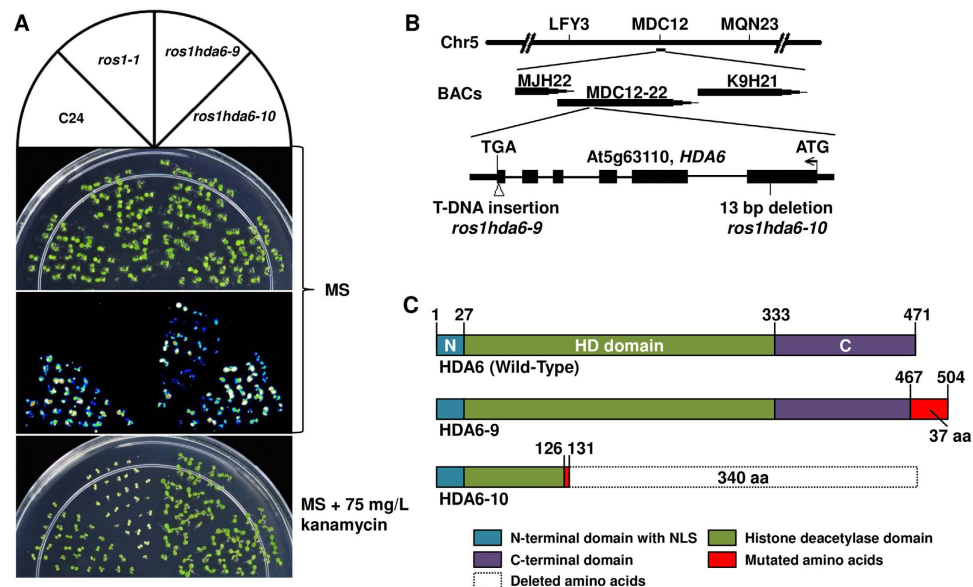 A
C24
ros1-1
ros1hda6-9
ros1hda6-10
MS
MS + 75 mg/L
kanamycin
B
LFY3 MDC12 MQN23
Chr5
MJH22 K9H21
BACs
MDC12-22
TGA At5g63110, HDA6 ATG
T-DNA insertion
ros1hda6-9
13 bp deletion
ros1hda6-10
C
1 27 333 471
N HD domain C
HDA6 (Wild-Type)
467 504
HDA6-9
37 aa
126 131
340 aa
HDA6-10
N-terminal domain with NLS
Histone deacetylase domain
C-terminal domain
Mutated amino acids
Deleted amino acids